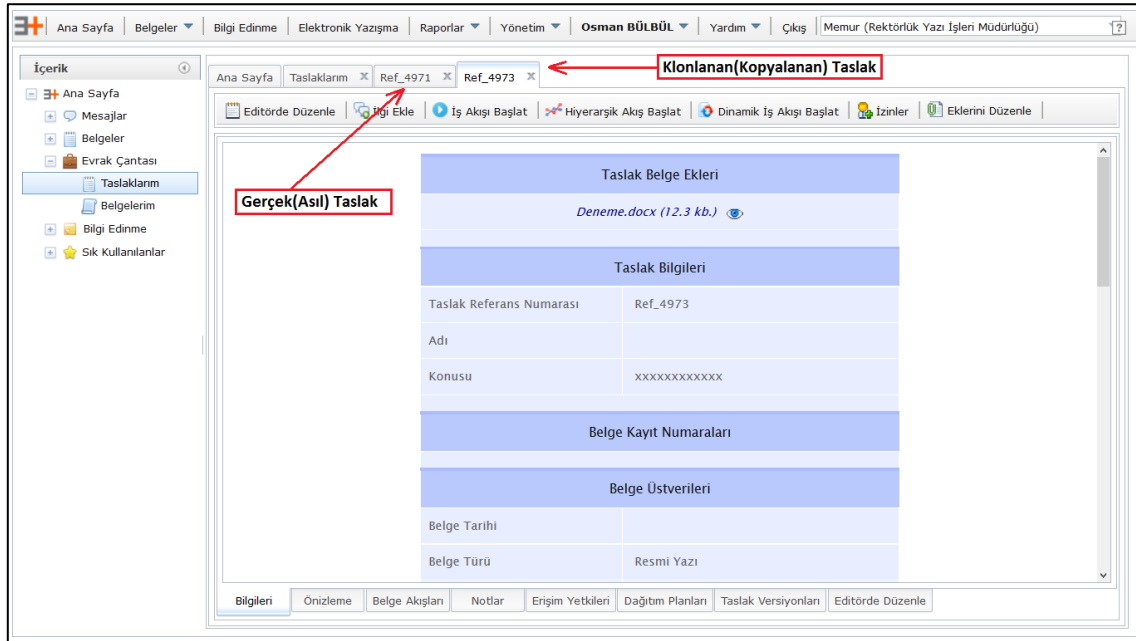 Ana Sayfa Belgeler Bilgi Edinme Elektronik Yazışma Raporlar Yönetim Osman BÜLBÜL Yardım Çıkış Memur (Rektörlük Yazı İşleri Müdürlüğü) ?
İçerik
Ana Sayfa
Mesajlar
Belgeler
Evrak Çantası
Taslaklarım
Belgelerim
Bilgi Edinme
Sık Kullanılanlar
Ana Sayfa Taslaklarım X Ref_4971 X Ref_4973 X
Klonlanan(Kopyalanan) Taslak
Editörde Düzenle İlgi Ekle İş Akışı Başlat Hiyerarşik Akış Başlat Dinamik İş Akışı Başlat İzinler Eklerini Düzenle
Gerçek(Asıl) Taslak
Taslak Belge Ekleri
Deneme.docx (12.3 kb.)
Taslak Bilgileri
Taslak Referans Numarası Ref_4973
Adı
Konusu xxxxxxxxxxxx
Belge Kayıt Numaraları
Belge Üstverileri
Belge Tarihi
Belge Türü Resmi Yazı
Bilgileri Önizleme Belge Akışları Notlar Erişim Yetkileri Dağıtım Planları Taslak Versiyonları Editörde Düzenle